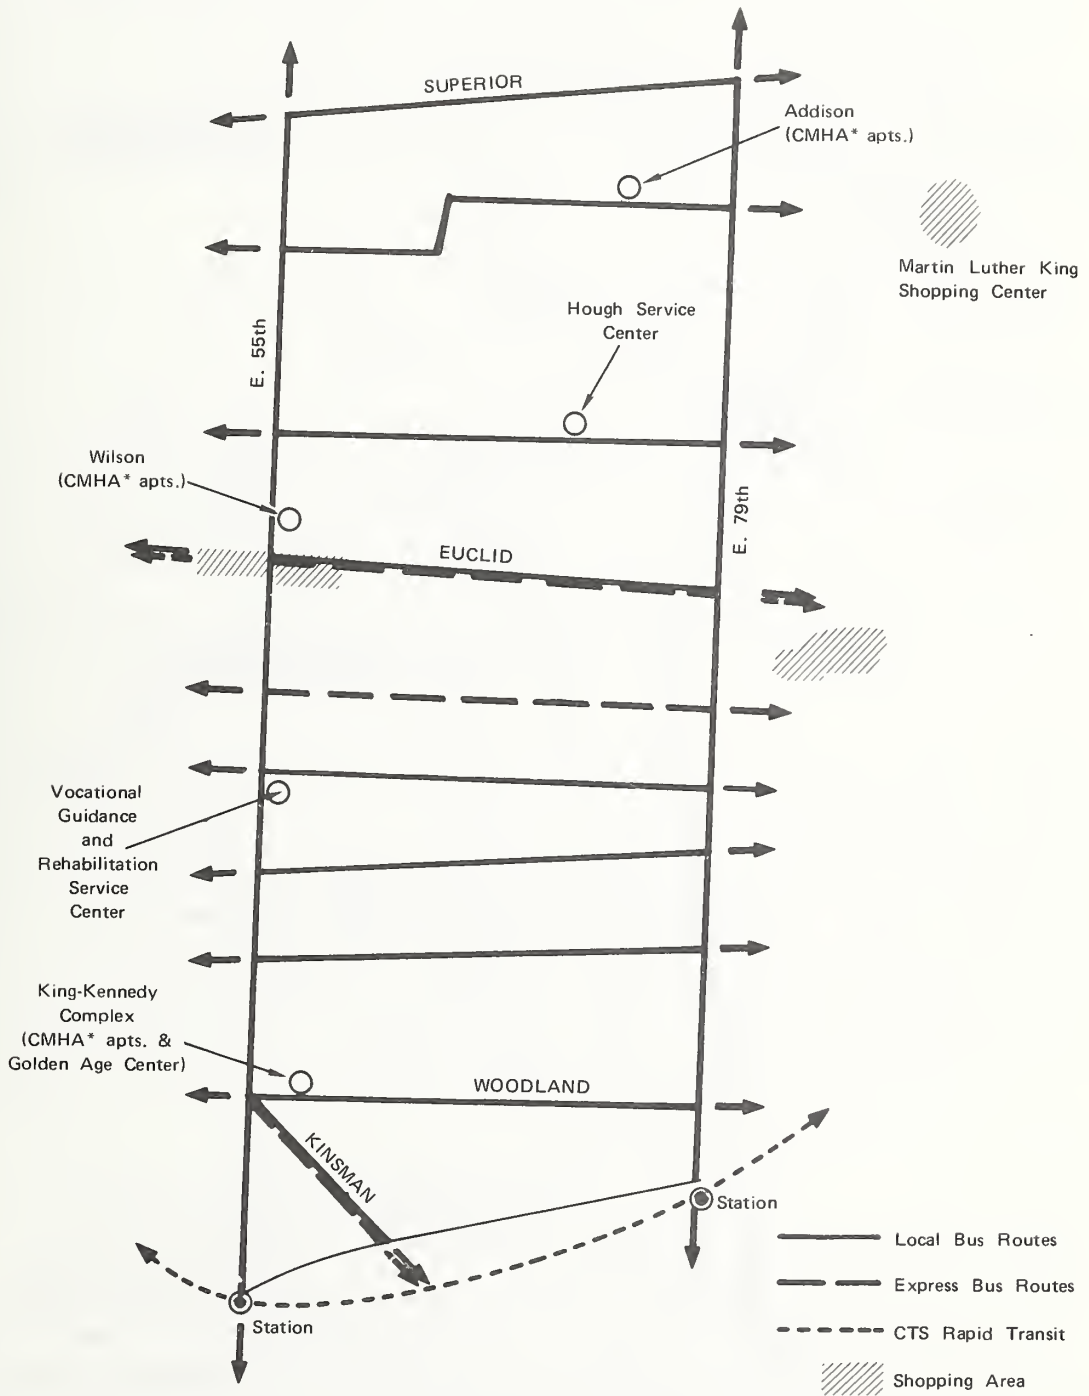 SUPERIOR
Addison
(CMHA* apts.)
Martin Luther King
Shopping Center
Hough Service
Center
E. 55th
Wilson
(CMHA* apts.)
E. 79th
EUCLID
Vocational
Guidance
and
Rehabilitation
Service
Center
King-Kennedy
Complex
(CMHA* apts. &
Golden Age Center)
WOODLAND
KINSMAN
Station
Station
Local Bus Routes
Express Bus Routes
CTS Rapid Transit
Shopping Area